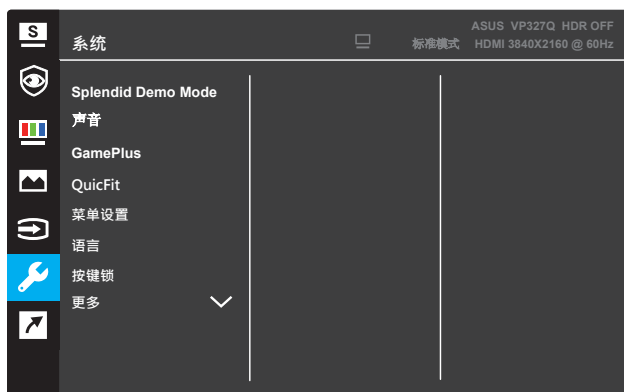 S
系统
标准模式
ASUS VP327Q HDR OFF
HDMI 3840X2160 @ 60Hz
Splendid Demo Mode
声音
GamePlus
QuicFit
菜单设置
语言
按键锁
更多